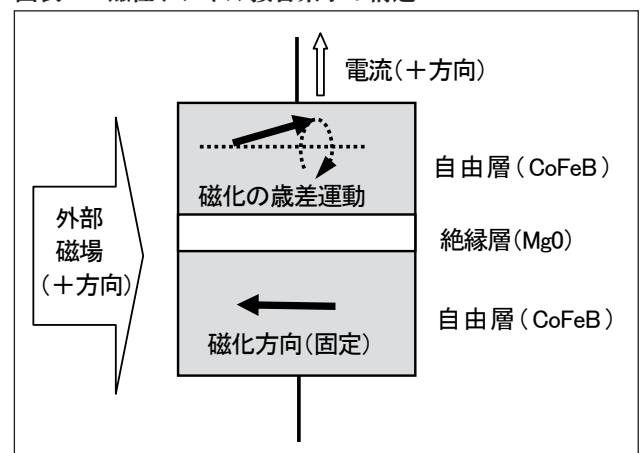 電流(+方向)
磁化の歳差運動
自由層(CoFeB)
外部
磁場
(+方向)
絶縁層(Mg0)
自由層(CoFeB)
磁化方向(固定)